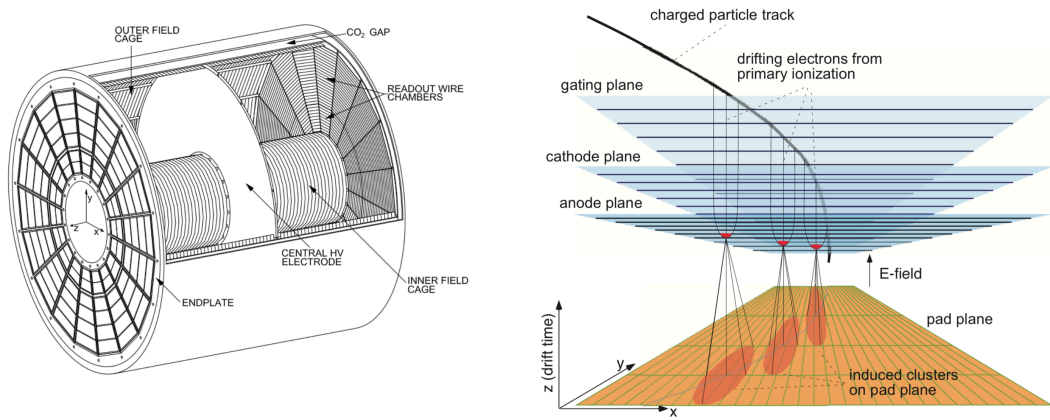 OUTER FIELD
CAGE
CO₂ GAP
READOUT WIRE
CHAMBERS
y
z
x
CENTRAL HV
ELECTRODE
INNER FIELD
CAGE
ENDPLATE
charged particle track
drifting electrons from
primary ionization
gating plane
cathode plane
anode plane
E-field
pad plane
z (drift time)
y
x
induced clusters
on pad plane